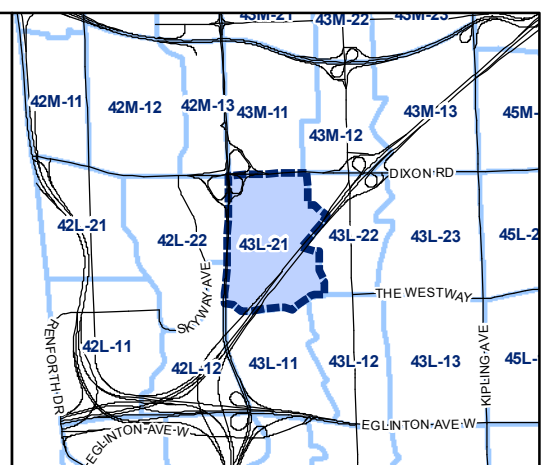 43M-21
43M-22
43M-23
42M-11
42M-12
42M-13
43M-11
43M-13
45M-
43M-12
DIXON RD
42L-21
42L-22
43L-21
43L-22
43L-23
45L-2
SKYWAY AVE
THE WESTWAY
RENFORTH DR
KIPLING AVE
42L-11
42L-12
43L-11
43L-12
43L-13
45L-
EGLINTON AVE W
EGLINTON AVE W